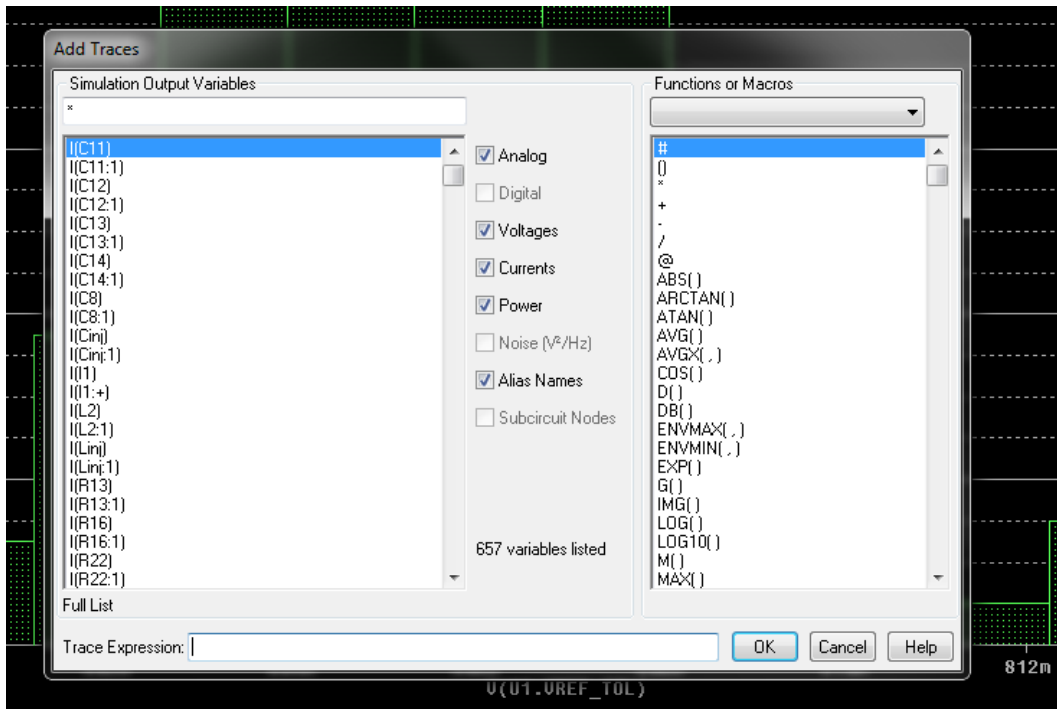 Add Traces
Simulation Output Variables
*
I(C11)
I(C11:1)
I(C12)
I(C12:1)
I(C13)
I(C13:1)
I(C14)
I(C14:1)
I(C8)
I(C8:1)
I(Cinj)
I(Cinj:1)
I(I1)
I(I1:+)
I(L2)
I(L2:1)
I(Linj)
I(Linj:1)
I(R13)
I(R13:1)
I(R16)
I(R16:1)
I(R22)
I(R22:1)
Full List
Analog
Digital
Voltages
Currents
Power
Noise (V²/Hz)
Alias Names
Subcircuit Nodes
657 variables listed
Functions or Macros
#
()
*
+
-
/
@
ABS( )
ARCTAN( )
ATAN( )
AVG( )
AVGX( , )
COS( )
D( )
DB( )
ENVMAX( , )
ENVMIN( , )
EXP( )
G( )
IMG( )
LOG( )
LOG10( )
M( )
MAX( )
Trace Expression:
OK
Cancel
Help
812m
V(U1.VREF_TOL)